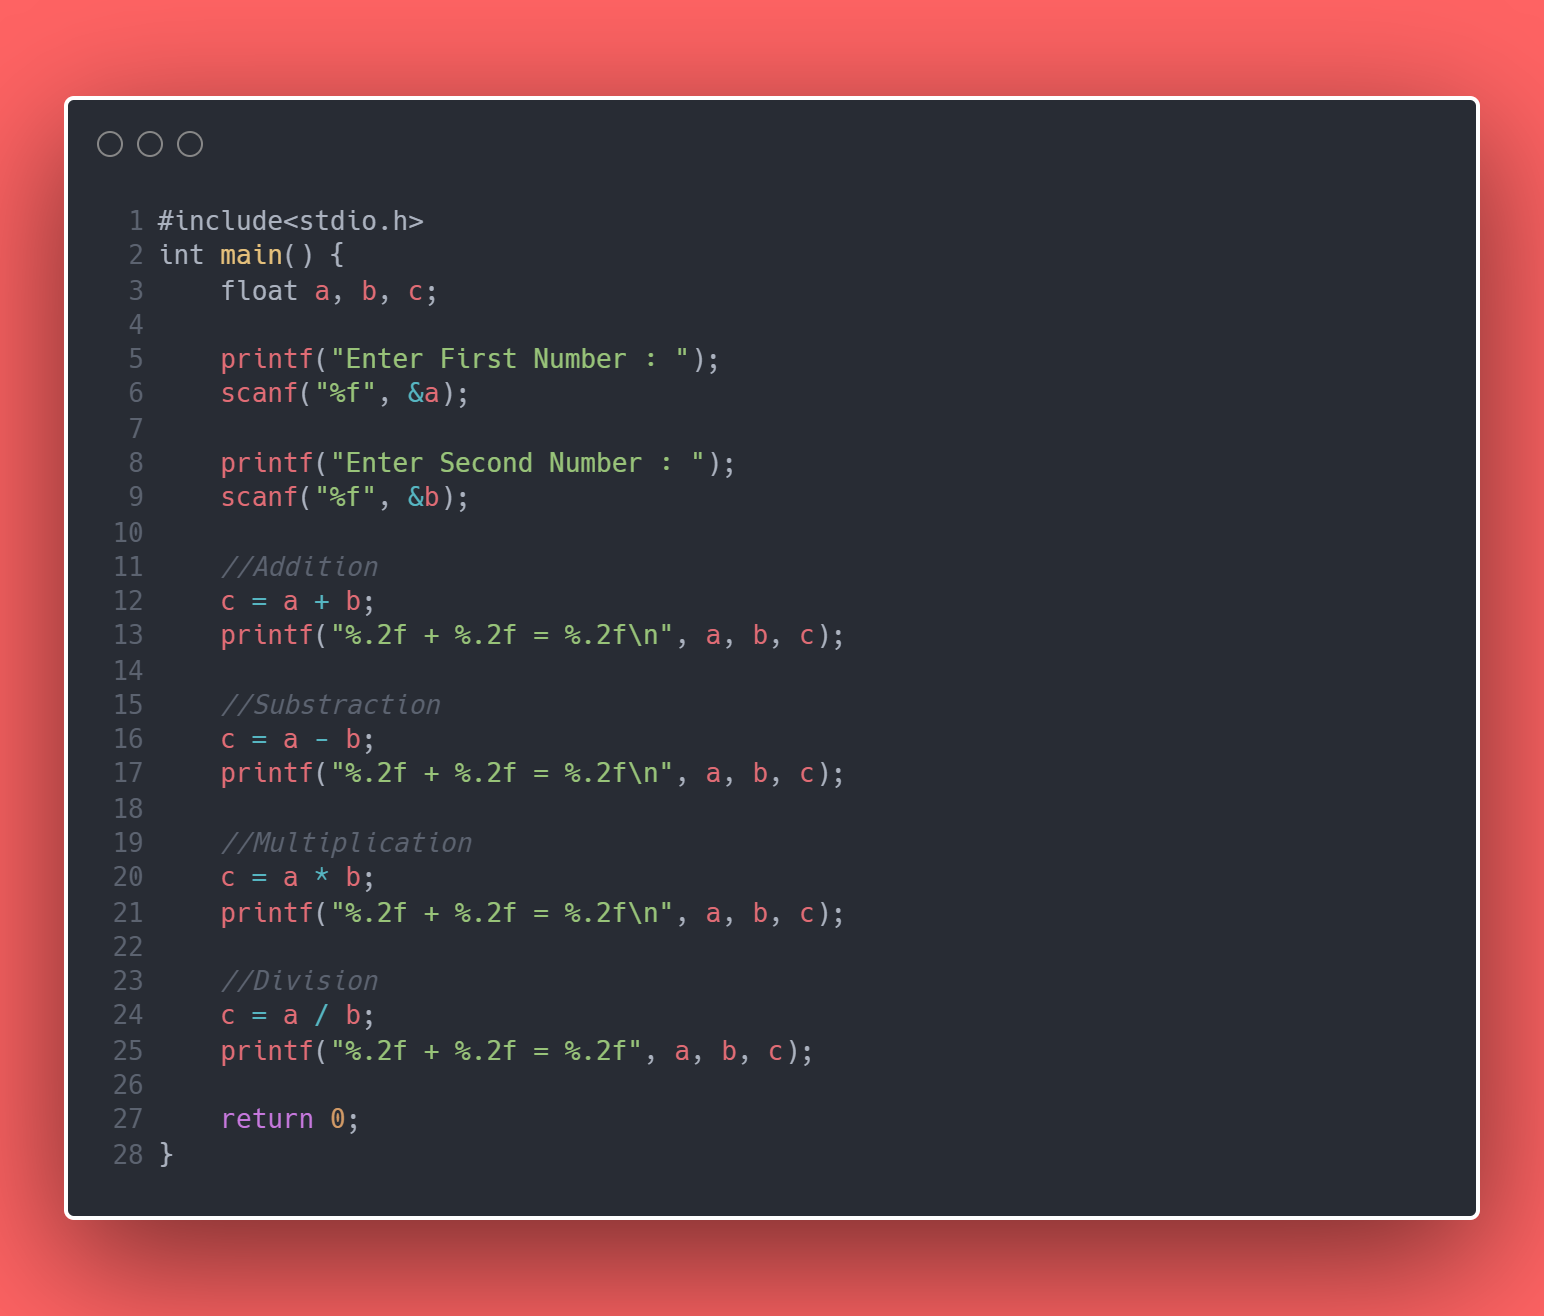 1 #include<stdio.h>
2 int main() {
3     float a, b, c;
4
5     printf("Enter First Number : ");
6     scanf("%f", &a);
7
8     printf("Enter Second Number : ");
9     scanf("%f", &b);
10
11     //Addition
12     c = a + b;
13     printf("%.2f + %.2f = %.2f\n", a, b, c);
14
15     //Substraction
16     c = a - b;
17     printf("%.2f + %.2f = %.2f\n", a, b, c);
18
19     //Multiplication
20     c = a * b;
21     printf("%.2f + %.2f = %.2f\n", a, b, c);
22
23     //Division
24     c = a / b;
25     printf("%.2f + %.2f = %.2f", a, b, c);
26
27     return 0;
28 }